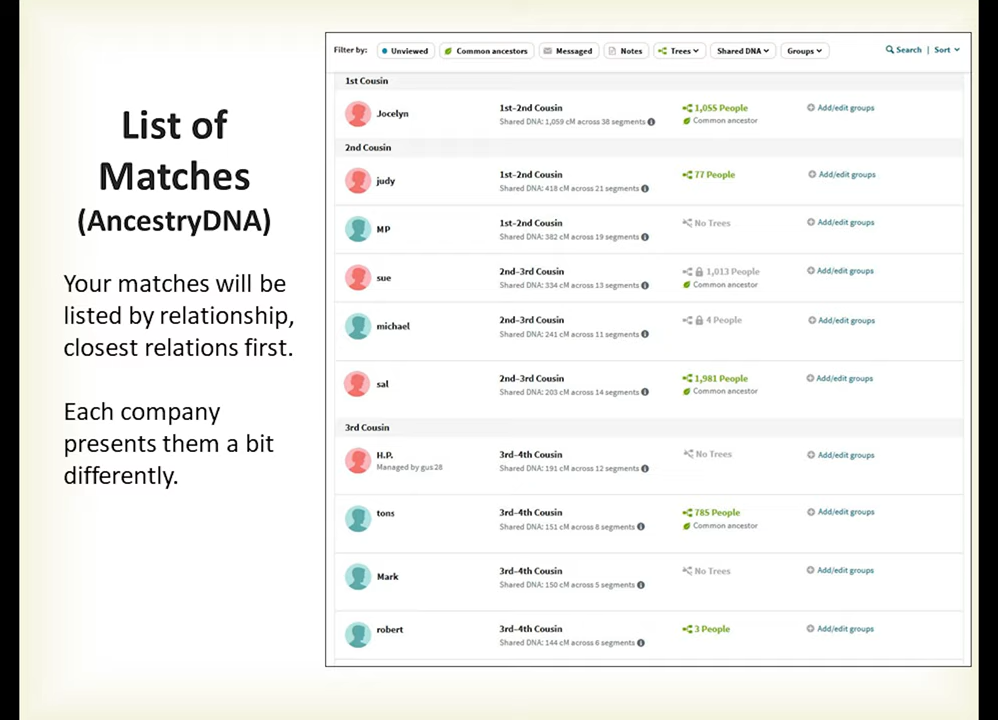 List of
Matches
(AncestryDNA)
Your matches will be
listed by relationship,
closest relations first.
Each company
presents them a bit
differently.
Filter by: Unviewed Common ancestors Messaged Notes Trees Shared DNA Groups Search Sort
1st Cousin
Jocelyn 1st–2nd Cousin 1,055 People Add/edit groups
Shared DNA: 1,059 cM across 38 segments Common ancestor
2nd Cousin
judy 1st–2nd Cousin 77 People Add/edit groups
Shared DNA: 418 cM across 21 segments
MP 1st–2nd Cousin No Trees Add/edit groups
Shared DNA: 382 cM across 19 segments
sue 2nd–3rd Cousin 1,013 People Add/edit groups
Shared DNA: 334 cM across 13 segments Common ancestor
michael 2nd–3rd Cousin 4 People Add/edit groups
Shared DNA: 241 cM across 11 segments
sal 2nd–3rd Cousin 1,981 People Add/edit groups
Shared DNA: 203 cM across 14 segments Common ancestor
3rd Cousin
H.P. 3rd–4th Cousin No Trees Add/edit groups
Managed by gus28 Shared DNA: 191 cM across 12 segments
tons 3rd–4th Cousin 785 People Add/edit groups
Shared DNA: 151 cM across 8 segments Common ancestor
Mark 3rd–4th Cousin No Trees Add/edit groups
Shared DNA: 150 cM across 5 segments
robert 3rd–4th Cousin 3 People Add/edit groups
Shared DNA: 144 cM across 6 segments